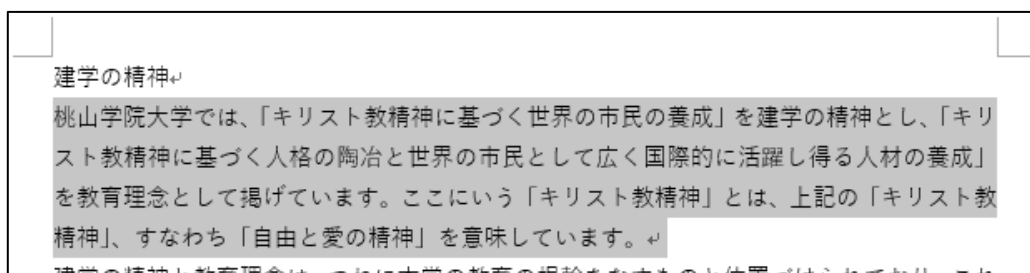 建学の精神
桃山学院大学では、「キリスト教精神に基づく世界の市民の養成」を建学の精神とし、「キリ
スト教精神に基づく人格の陶冶と世界の市民として広く国際的に活躍し得る人材の養成」
を教育理念として掲げています。ここにいう「キリスト教精神」とは、上記の「キリスト教
精神」、すなわち「自由と愛の精神」を意味しています。